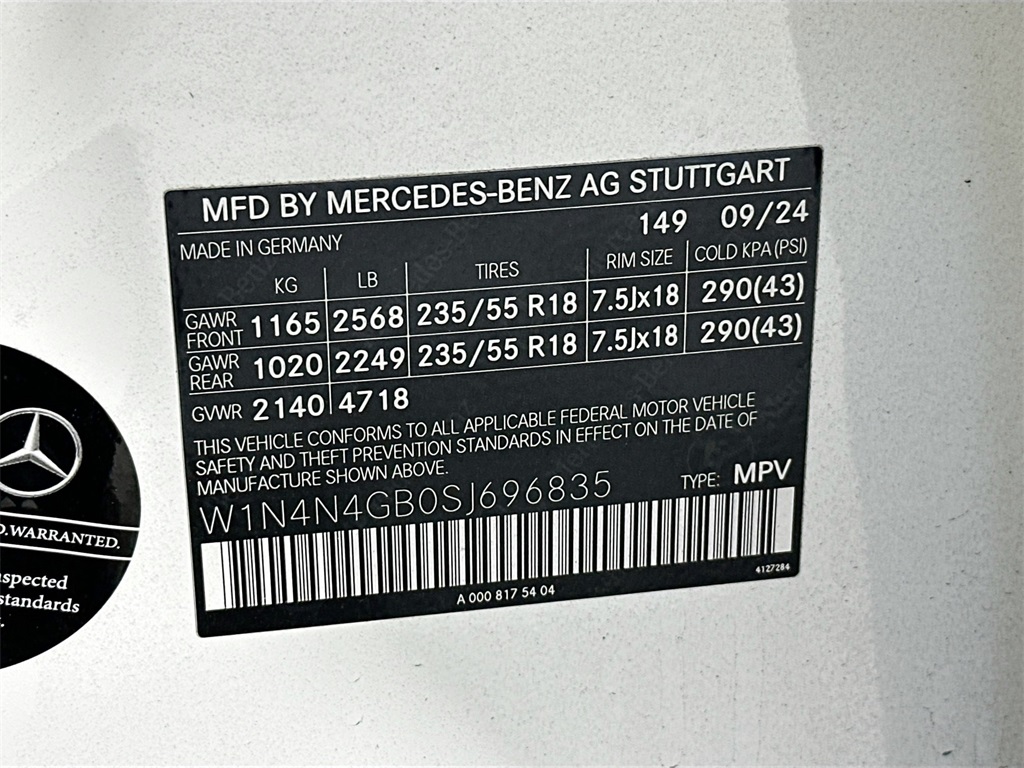 MFD BY MERCEDES-BENZ AG STUTTGART
149 09/24
MADE IN GERMANY
KG LB TIRES RIM SIZE COLD KPA (PSI)
GAWR FRONT 1165 2568 235/55 R18 7.5Jx18 290(43)
GAWR REAR 1020 2249 235/55 R18 7.5Jx18 290(43)
GVWR 2140 4718
THIS VEHICLE CONFORMS TO ALL APPLICABLE FEDERAL MOTOR VEHICLE
SAFETY AND THEFT PREVENTION STANDARDS IN EFFECT ON THE DATE OF
MANUFACTURE SHOWN ABOVE.
W1N4N4GB0SJ696835 TYPE: MPV
4127284
A 000 817 54 04
WARRANTED.
standards